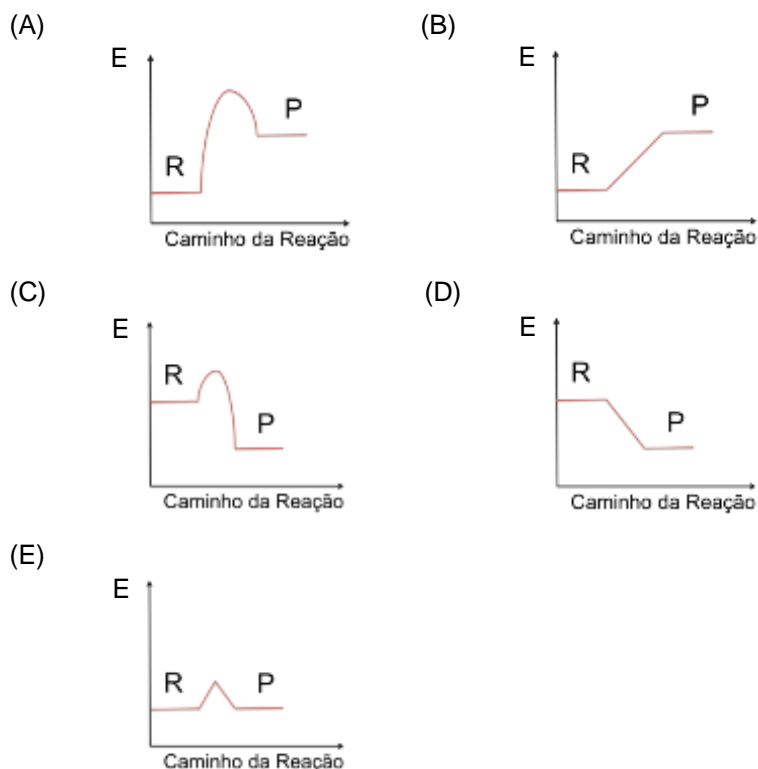 (A)
E
R
P
Caminho da Reação
(B)
E
R
P
Caminho da Reação
(C)
E
R
P
Caminho da Reação
(D)
E
R
P
Caminho da Reação
(E)
E
R
P
Caminho da Reação